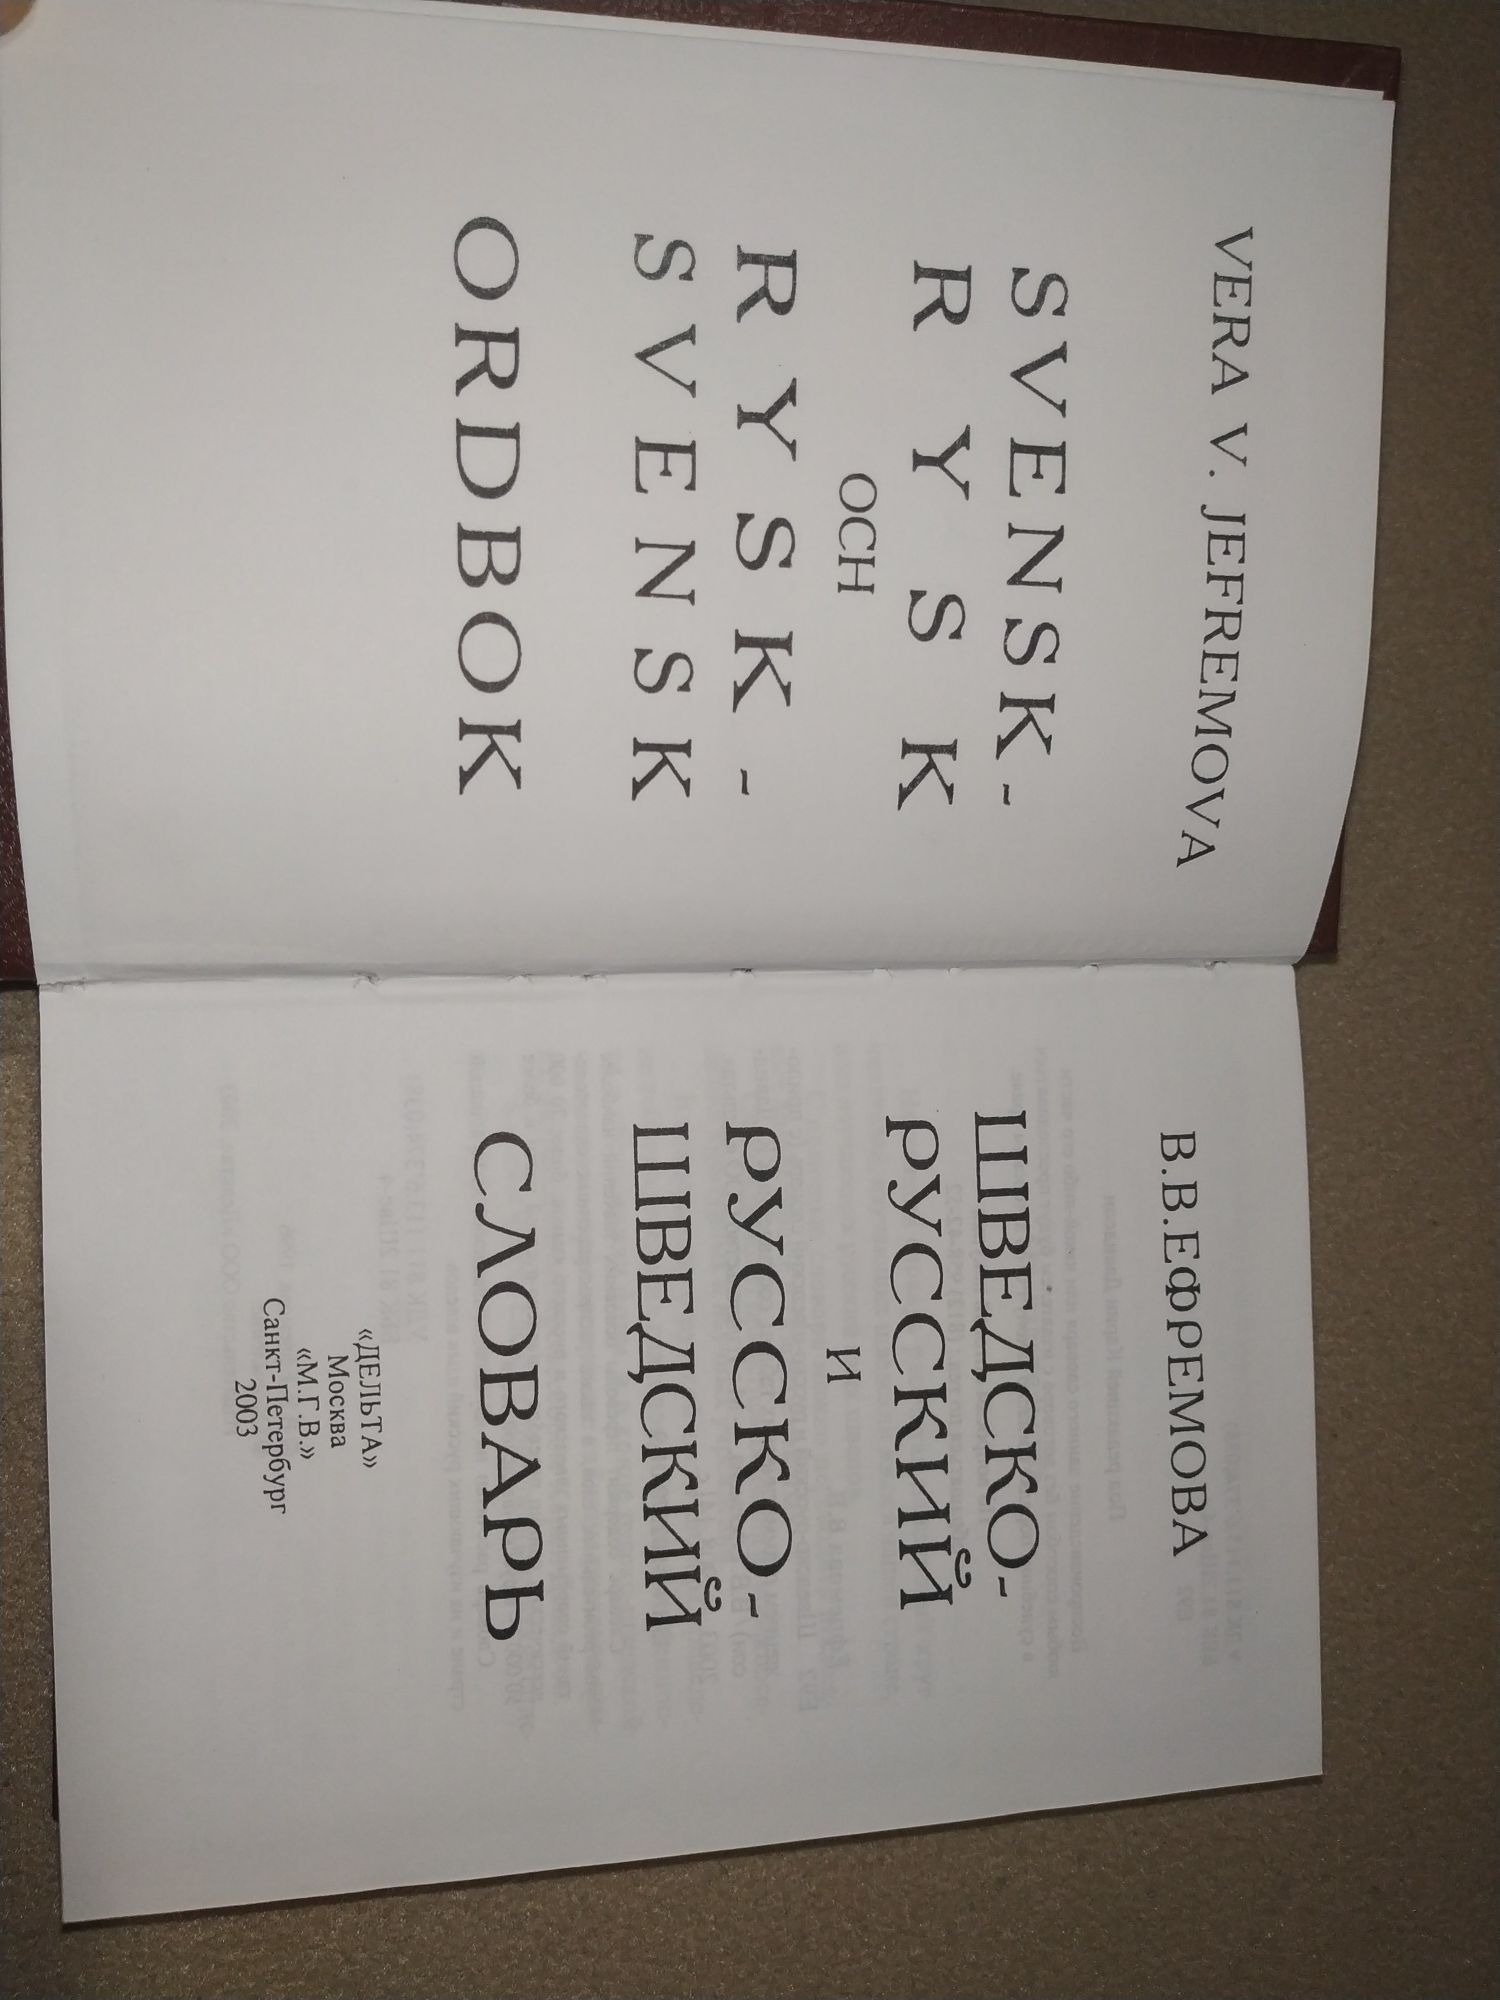 VERA V. JEFREMOVA
SVENSK-
RYSK
OCH
RYSK-
SVENSK
ORDBOK
В.В.ЕФРЕМОВА
ШВЕДСКО-
РУССКИЙ
И
РУССКО-
ШВЕДСКИЙ
СЛОВАРЬ
«ДЕЛЬТА»
Москва
«М.Г.В.»
Санкт-Петербург
2003